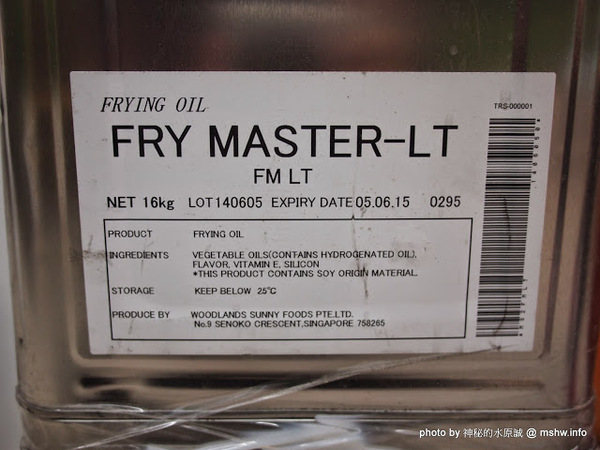 FRYING OIL
TRS-000001
FRY MASTER-LT
FM LT
NET 16kg LOT140605 EXPIRY DATE 05.06.15 0295
PRODUCT FRYING OIL
INGREDIENTS VEGETABLE OILS(CONTAINS HYDROGENATED OIL),
FLAVOR, VITAMIN E, SILICON
*THIS PRODUCT CONTAINS SOY ORIGIN MATERIAL.
STORAGE KEEP BELOW 25℃
PRODUCE BY WOODLANDS SUNNY FOODS PTE.LTD.
No.9 SENOKO CRESCENT,SINGAPORE 758265
photo by 神秘的水原誠 @ mshw.info